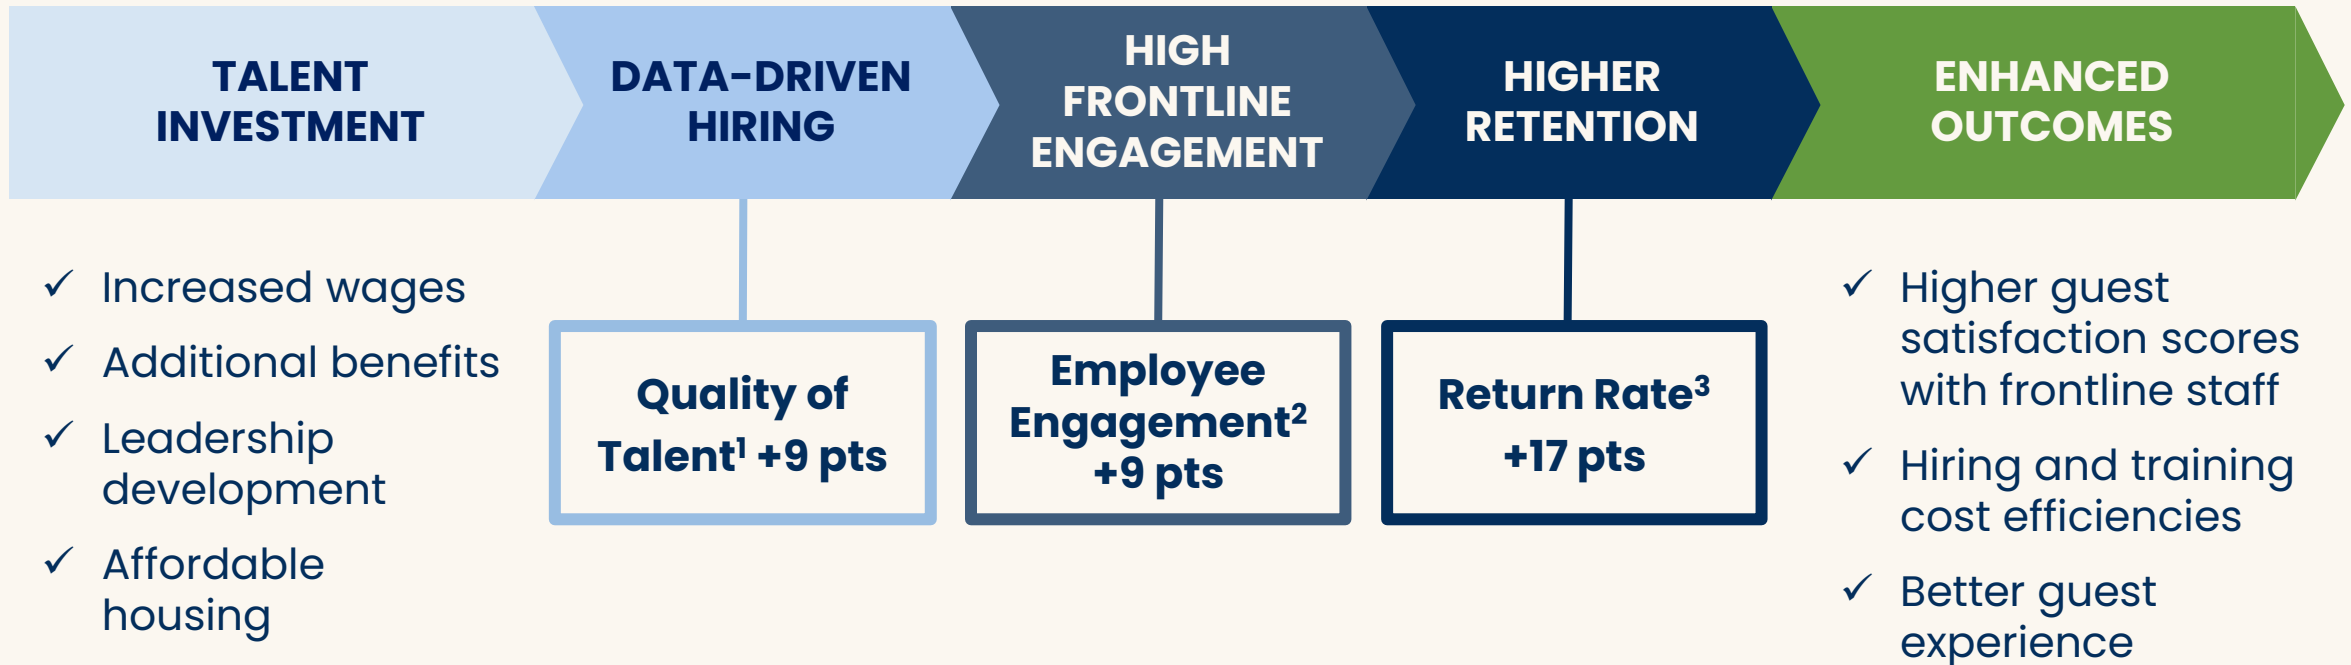 TALENT
INVESTMENT
DATA-DRIVEN
HIRING
HIGH
FRONTLINE
ENGAGEMENT
HIGHER
RETENTION
ENHANCED
OUTCOMES
✓ Increased wages
✓ Additional benefits
✓ Leadership
development
✓ Affordable
housing
Quality of
Talent¹ +9 pts
Employee
Engagement²
+9 pts
Return Rate³
+17 pts
✓ Higher guest
satisfaction scores
with frontline staff
✓ Hiring and training
cost efficiencies
✓ Better guest
experience